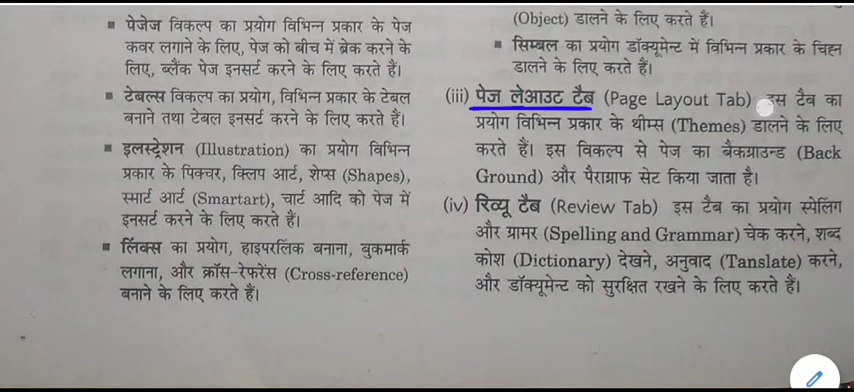 ▪ पेजेज विकल्प का प्रयोग विभिन्न प्रकार के पेज
कवर लगाने के लिए, पेज को बीच में ब्रेक करने के
लिए, ब्लैंक पेज इनसर्ट करने के लिए करते हैं।
▪ टेबल्स विकल्प का प्रयोग, विभिन्न प्रकार के टेबल
बनाने तथा टेबल इनसर्ट करने के लिए करते हैं।
▪ इलस्ट्रेशन (Illustration) का प्रयोग विभिन्न
प्रकार के पिक्चर, क्लिप आर्ट, शेप्स (Shapes),
स्मार्ट आर्ट (Smartart), चार्ट आदि को पेज में
इनसर्ट करने के लिए करते हैं।
▪ लिंक्स का प्रयोग, हाइपरलिंक बनाना, बुकमार्क
लगाना, और क्रॉस-रेफरेंस (Cross-reference)
बनाने के लिए करते हैं।
(Object) डालने के लिए करते हैं।
▪ सिम्बल का प्रयोग डॉक्यूमेन्ट में विभिन्न प्रकार के चिह्न
डालने के लिए करते हैं।
(iii) पेज लेआउट टैब (Page Layout Tab) इस टैब का
प्रयोग विभिन्न प्रकार के थीम्स (Themes) डालने के लिए
करते हैं। इस विकल्प से पेज का बैकग्राउन्ड (Back
Ground) और पैराग्राफ सेट किया जाता है।
(iv) रिव्यू टैब (Review Tab) इस टैब का प्रयोग स्पेलिंग
और ग्रामर (Spelling and Grammar) चेक करने, शब्द
कोश (Dictionary) देखने, अनुवाद (Tanslate) करने,
और डॉक्यूमेन्ट को सुरक्षित रखने के लिए करते हैं।